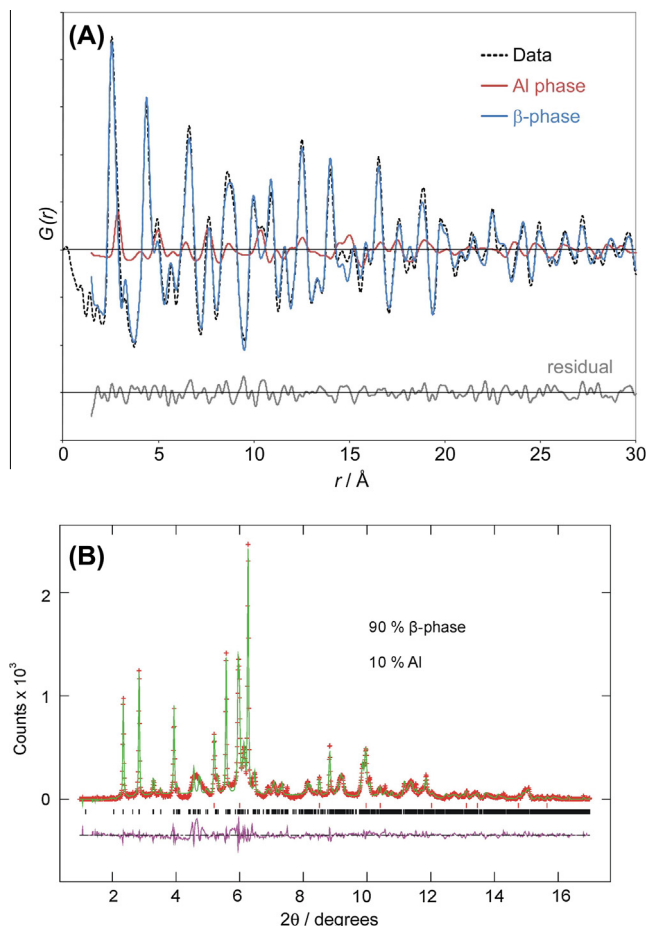 (A)
Data
Al phase
β-phase
G(r)
residual
0 5 10 15 20 25 30
r / Å
(B)
2
90 % β-phase
10 % Al
1
Counts x 10³
0
2 4 6 8 10 12 14 16
2θ / degrees